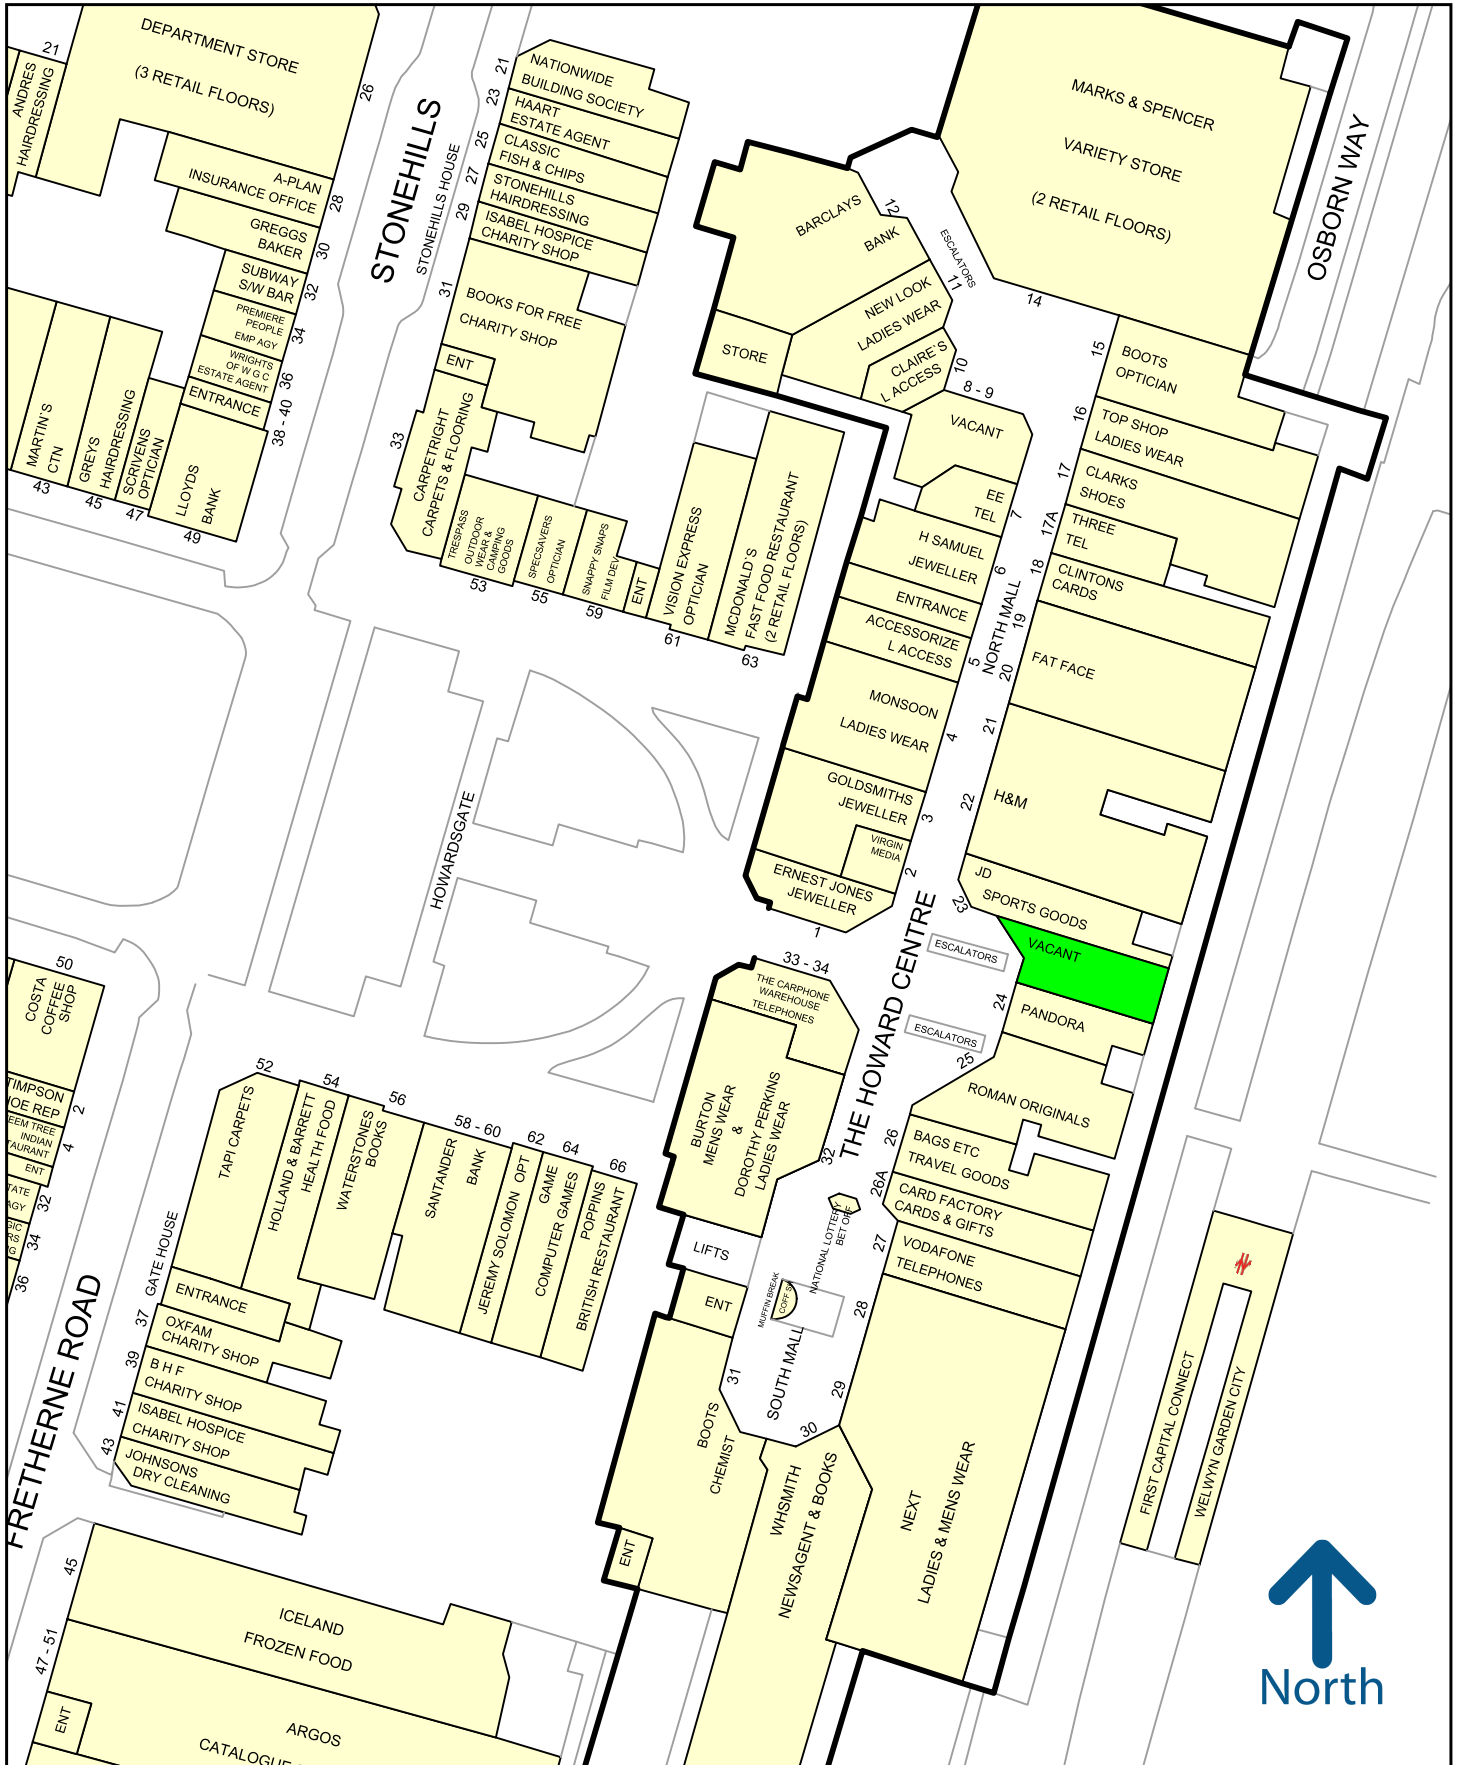 21
ANDRES
HAIRDRESSING
DEPARTMENT STORE
(3 RETAIL FLOORS)
26
A-PLAN
INSURANCE OFFICE
28
GREGGS
BAKER
30
SUBWAY
S/W BAR
32
PREMIERE
PEOPLE
EMP AGY
34
WRIGHTS
OF W G C
ESTATE AGENT
36
ENTRANCE
38 - 40
MARTIN`S
CTN
43
GREYS
HAIRDRESSING
45
SCRIVENS
OPTICIAN
47
LLOYDS
BANK
49
STONEHILLS
STONEHILLS HOUSE
21
NATIONWIDE
BUILDING SOCIETY
23
HAART
ESTATE AGENT
25
CLASSIC
FISH & CHIPS
27
STONEHILLS
HAIRDRESSING
29
ISABEL HOSPICE
CHARITY SHOP
31
BOOKS FOR FREE
CHARITY SHOP
ENT
33
CARPETRIGHT
CARPETS & FLOORING
TRESPASS
OUTDOOR
WEAR &
CAMPING
GOODS
53
SPECSAVERS
OPTICIAN
55
SNAPPY SNAPS
FILM DEV
59
ENT
VISION EXPRESS
OPTICIAN
61
MCDONALD`S
FAST FOOD RESTAURANT
(2 RETAIL FLOORS)
63
MARKS & SPENCER
VARIETY STORE
(2 RETAIL FLOORS)
OSBORN WAY
BARCLAYS
BANK
12
ESCALATORS
11
NEW LOOK
LADIES WEAR
STORE
CLAIRE`S
L ACCESS
10
14
8 - 9
VACANT
EE
TEL
7
H SAMUEL
JEWELLER
6
ENTRANCE
ACCESSORIZE
L ACCESS
5
NORTH MALL
MONSOON
LADIES WEAR
4
GOLDSMITHS
JEWELLER
3
VIRGIN
MEDIA
2
ERNEST JONES
JEWELLER
1
15
BOOTS
OPTICIAN
16
TOP SHOP
LADIES WEAR
17
CLARKS
SHOES
17A
THREE
TEL
18
CLINTONS
CARDS
19
20
FAT FACE
21
22
H&M
JD
SPORTS GOODS
23
VACANT
ESCALATORS
24
PANDORA
ESCALATORS
25
ROMAN ORIGINALS
26
BAGS ETC
TRAVEL GOODS
26A
CARD FACTORY
CARDS & GIFTS
27
VODAFONE
TELEPHONES
28
29
NEXT
LADIES & MENS WEAR
THE HOWARD CENTRE
33 - 34
THE CARPHONE
WAREHOUSE
TELEPHONES
BURTON
MENS WEAR
&
DOROTHY PERKINS
LADIES WEAR
32
NATIONAL LOTTERY
BET OFF
LIFTS
ENT
MUFFIN BREAK
SOUTH MALL
31
BOOTS
CHEMIST
30
WHSMITH
NEWSAGENT & BOOKS
ENT
HOWARDSGATE
50
COSTA
COFFEE
SHOP
TIMPSON
2
INDIAN
4
ENT
32
34
36
FRETHERNE ROAD
GATE HOUSE
52
TAPI CARPETS
54
HOLLAND & BARRETT
HEALTH FOOD
56
WATERSTONES
BOOKS
58 - 60
SANTANDER
BANK
62
JEREMY SOLOMON OPT
64
GAME
COMPUTER GAMES
66
POPPINS
BRITISH RESTAURANT
ENTRANCE
37
OXFAM
CHARITY SHOP
39
B H F
CHARITY SHOP
41
ISABEL HOSPICE
CHARITY SHOP
43
JOHNSONS
DRY CLEANING
45
ICELAND
FROZEN FOOD
47 - 51
ENT
ARGOS
FIRST CAPITAL CONNECT
WELWYN GARDEN CITY
North